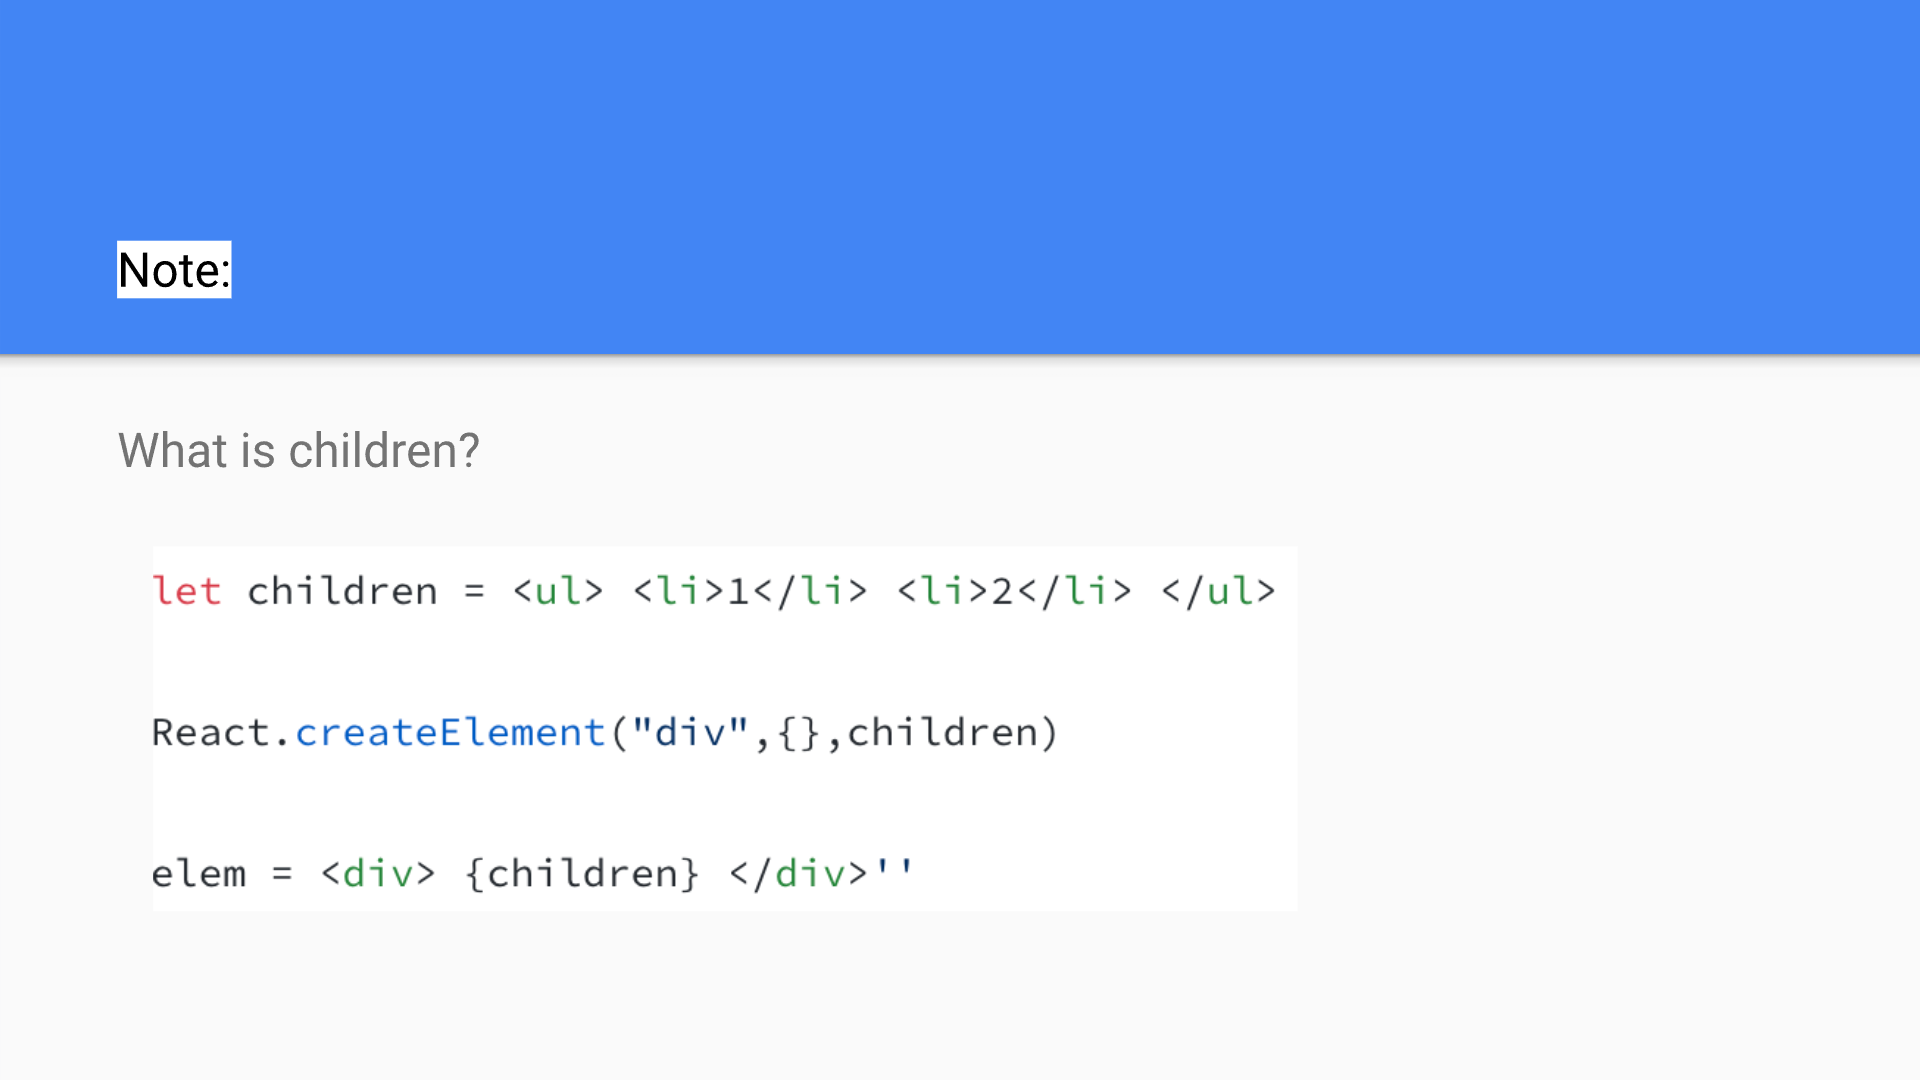 Note:
What is children?
let children = <ul> <li>1</li> <li>2</li> </ul>
React.createElement("div",{},children)
elem = <div> {children} </div>''